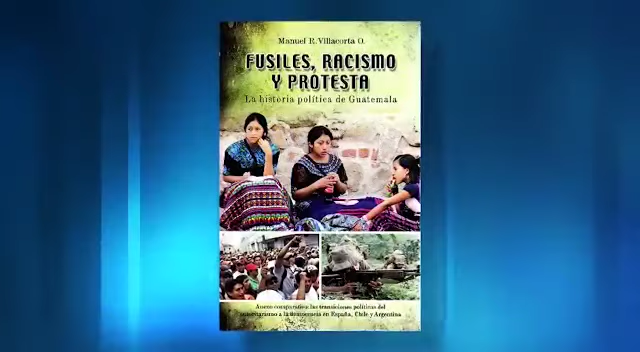 Manuel R. Villacorta O.
FUSILES, RACISMO
Y PROTESTA
La historia política de Guatemala
Anexo comparativo: las transiciones políticas del
autoritarismo a la democracia en España, Chile y Argentina